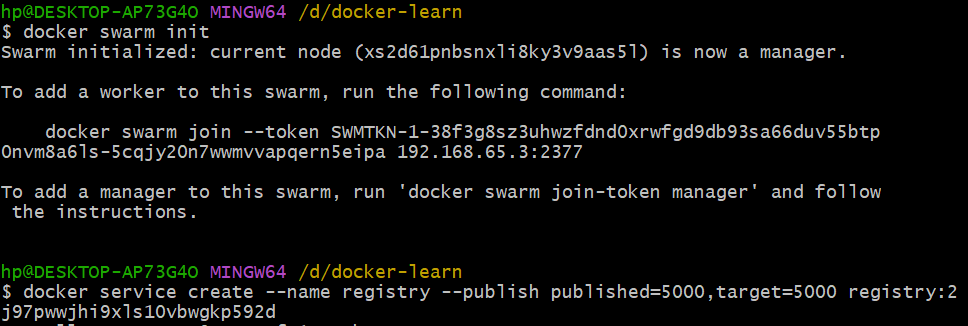 hp@DESKTOP-AP73G4O MINGW64 /d/docker-learn
$ docker swarm init
Swarm initialized: current node (xs2d61pnbsnxli8ky3v9aas5l) is now a manager.
To add a worker to this swarm, run the following command:
docker swarm join --token SWMTKN-1-38f3g8sz3uhwzfdnd0xrwfgd9db93sa66duv55btp
0nvm8a6ls-5cqjy20n7wwmvvapqern5eipa 192.168.65.3:2377
To add a manager to this swarm, run 'docker swarm join-token manager' and follow
the instructions.
hp@DESKTOP-AP73G4O MINGW64 /d/docker-learn
$ docker service create --name registry --publish published=5000,target=5000 registry:2
j97pwwjhi9xls10vbwgkp592d